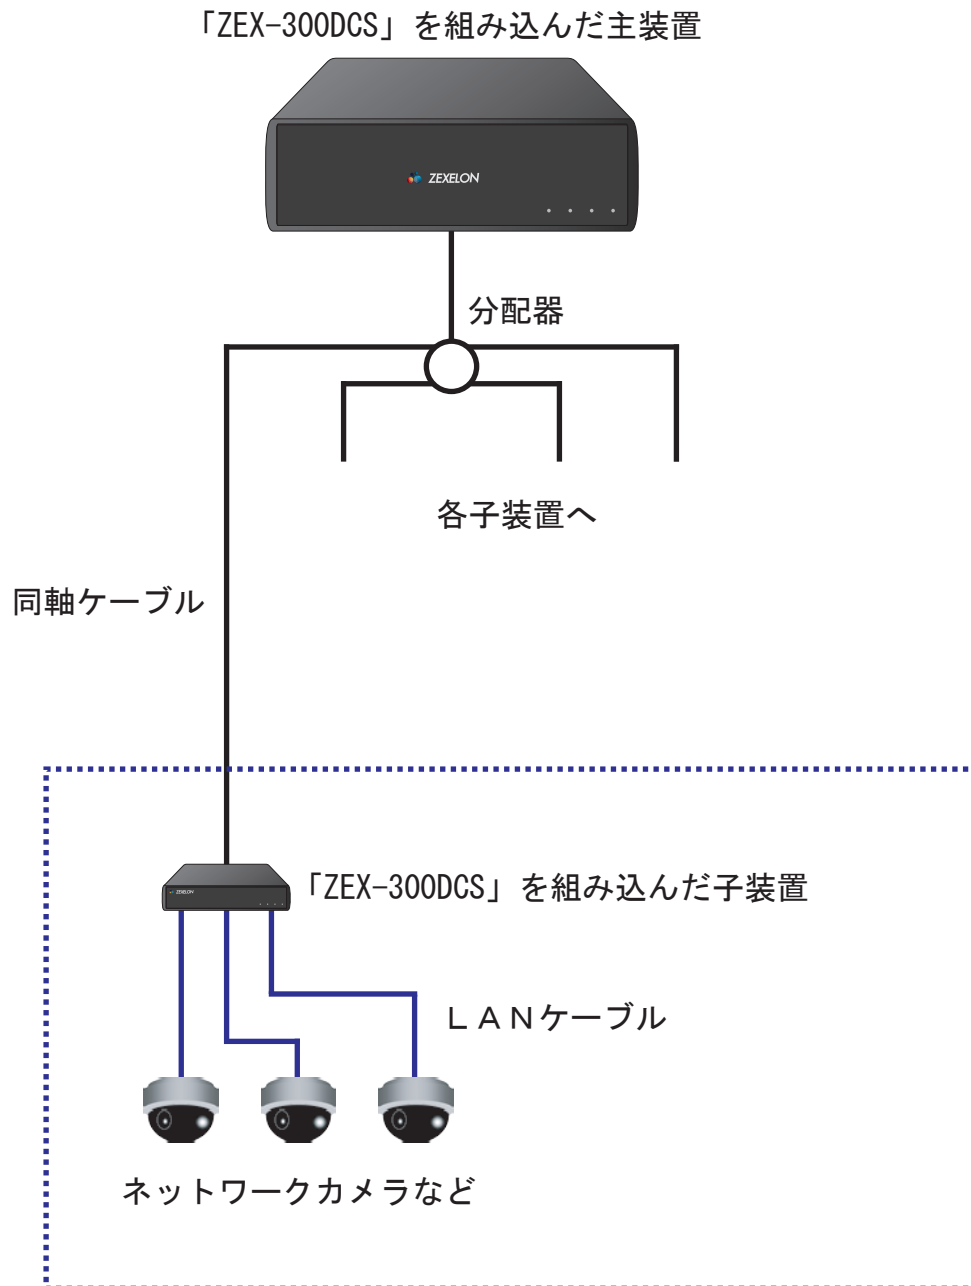 「ZEX-300DCS」を組み込んだ主装置
ZEXELON
分配器
各子装置へ
同軸ケーブル
ZEXELON
「ZEX-300DCS」を組み込んだ子装置
ＬＡＮケーブル
ネットワークカメラなど